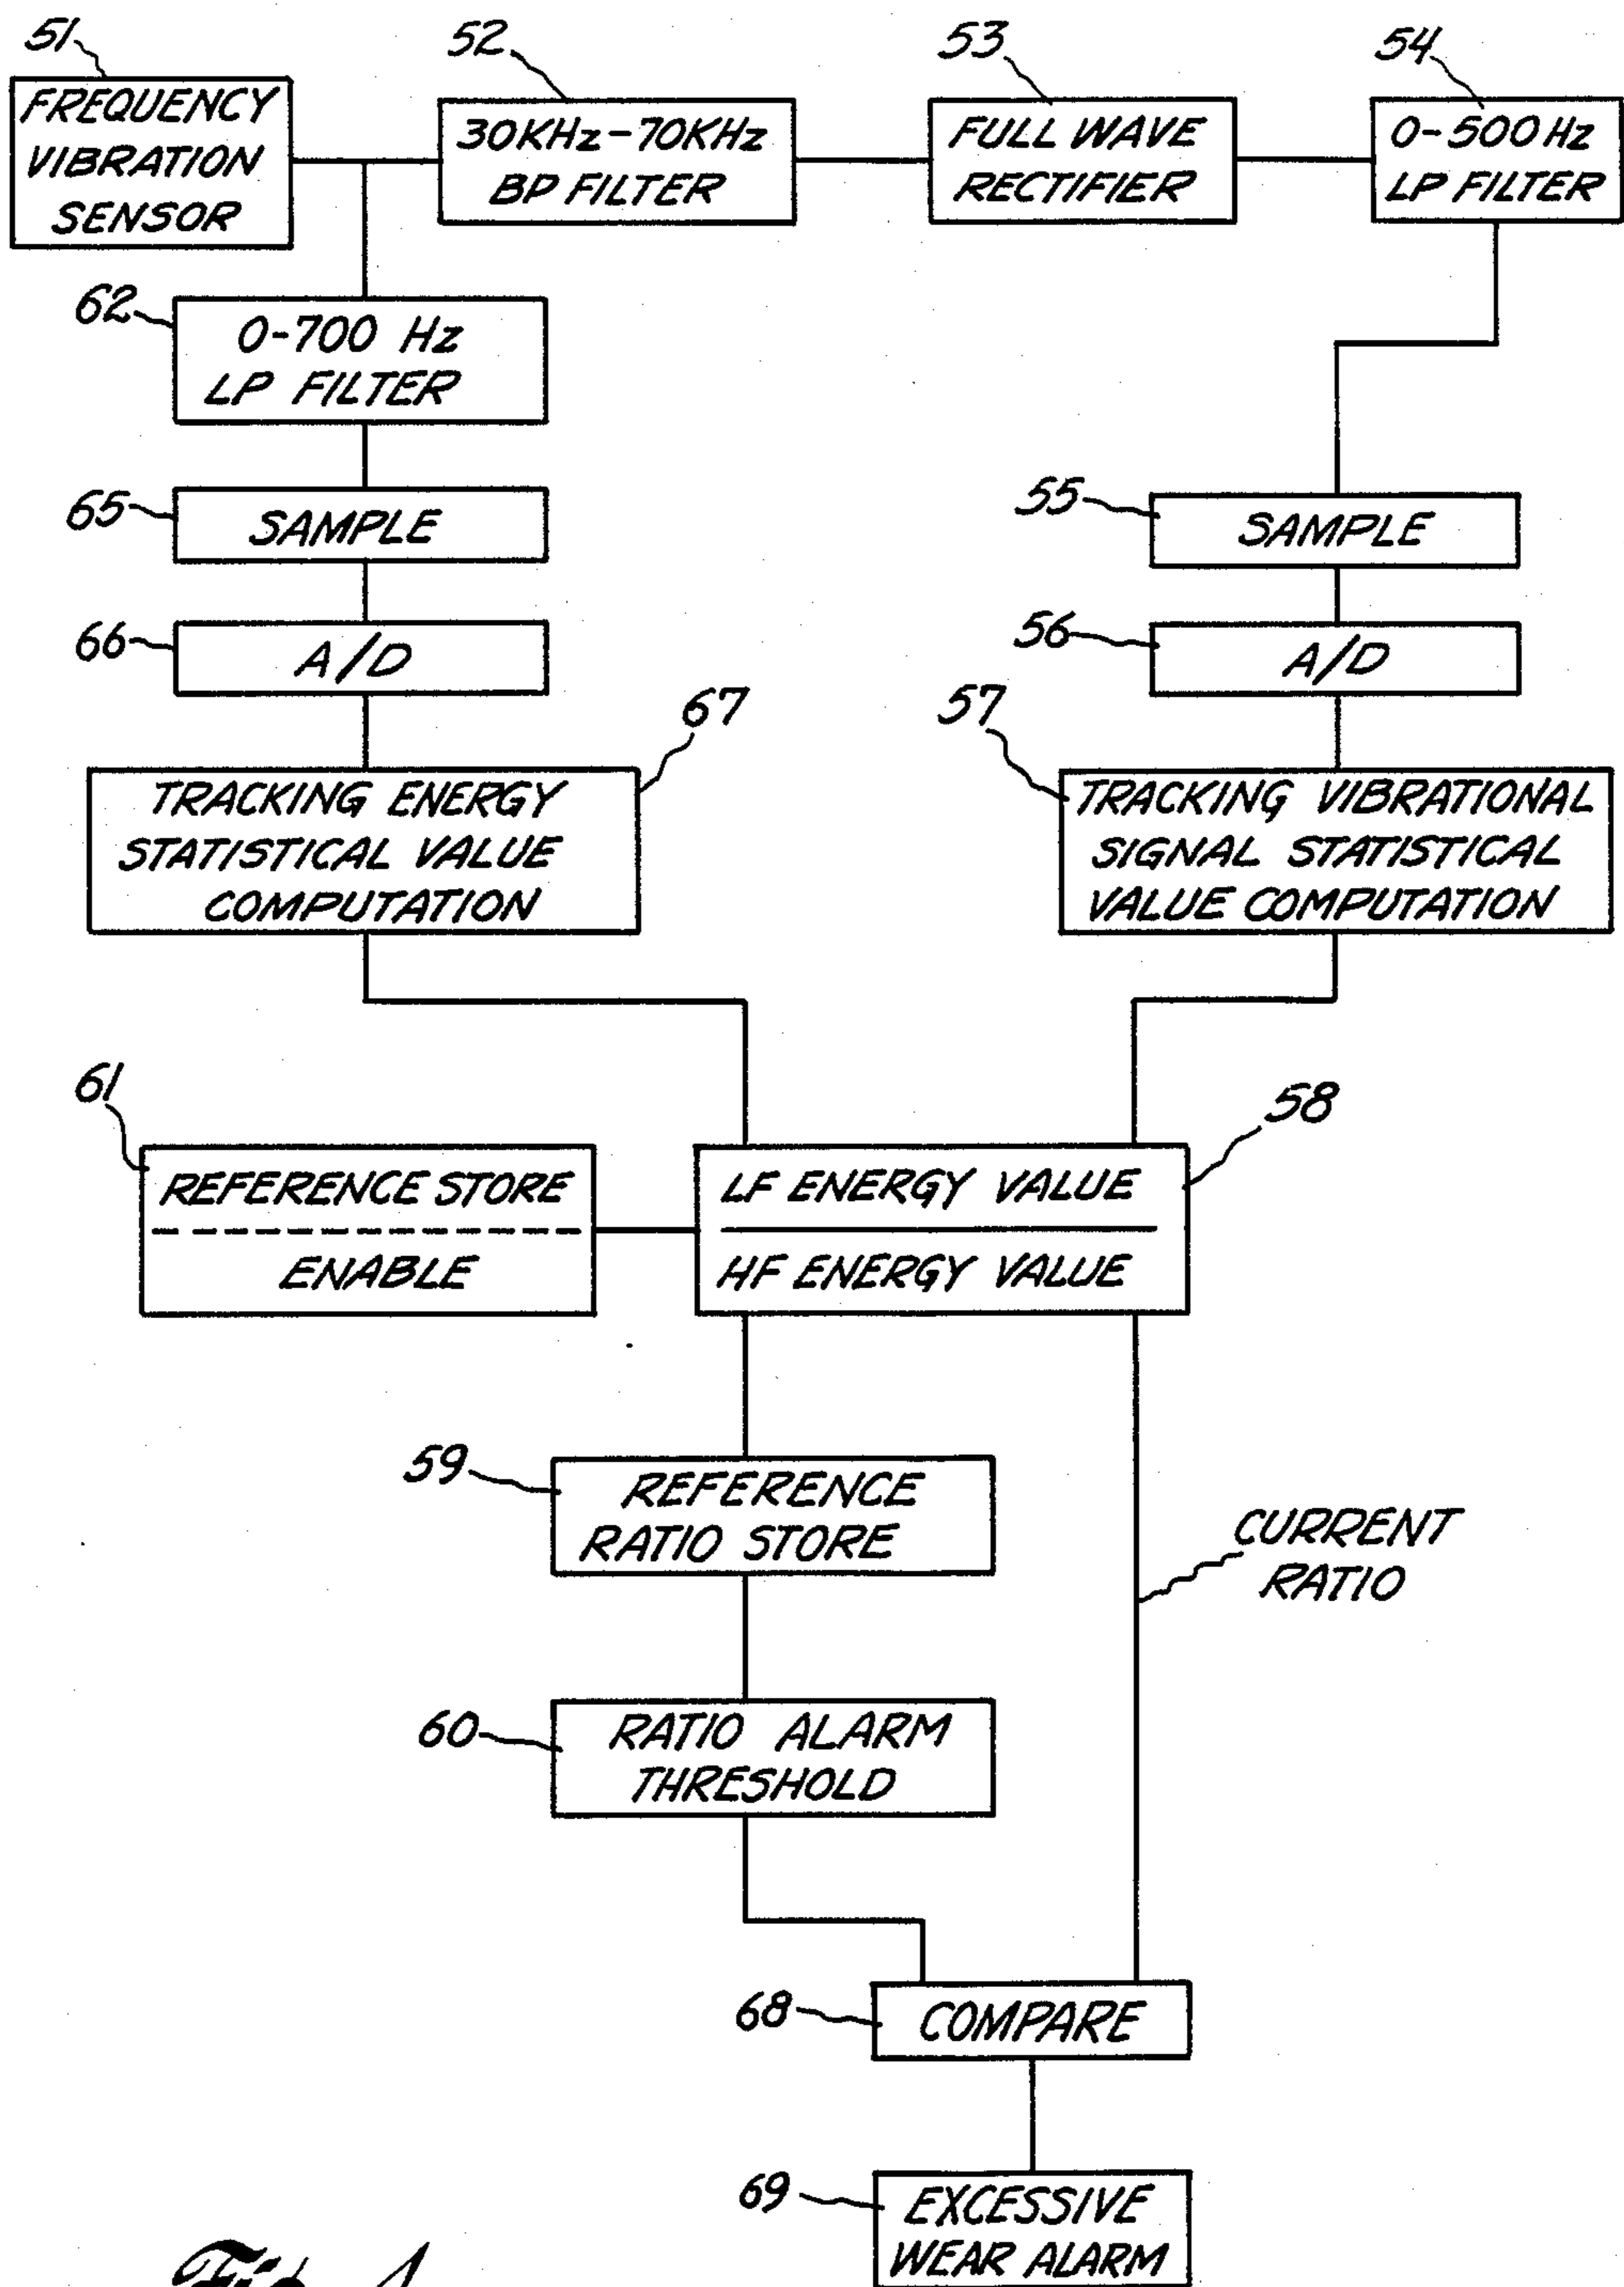 51
52
53
54
FREQUENCY
VIBRATION
SENSOR
30KHz-70KHz
BP FILTER
FULL WAVE
RECTIFIER
0-500 Hz
LP FILTER
62
0-700 Hz
LP FILTER
65
SAMPLE
55
SAMPLE
66
A/D
56
A/D
67
57
TRACKING ENERGY
STATISTICAL VALUE
COMPUTATION
TRACKING VIBRATIONAL
SIGNAL STATISTICAL
VALUE COMPUTATION
61
58
REFERENCE STORE
ENABLE
LF ENERGY VALUE
HF ENERGY VALUE
59
REFERENCE
RATIO STORE
CURRENT
RATIO
60
RATIO ALARM
THRESHOLD
68
COMPARE
69
EXCESSIVE
WEAR ALARM